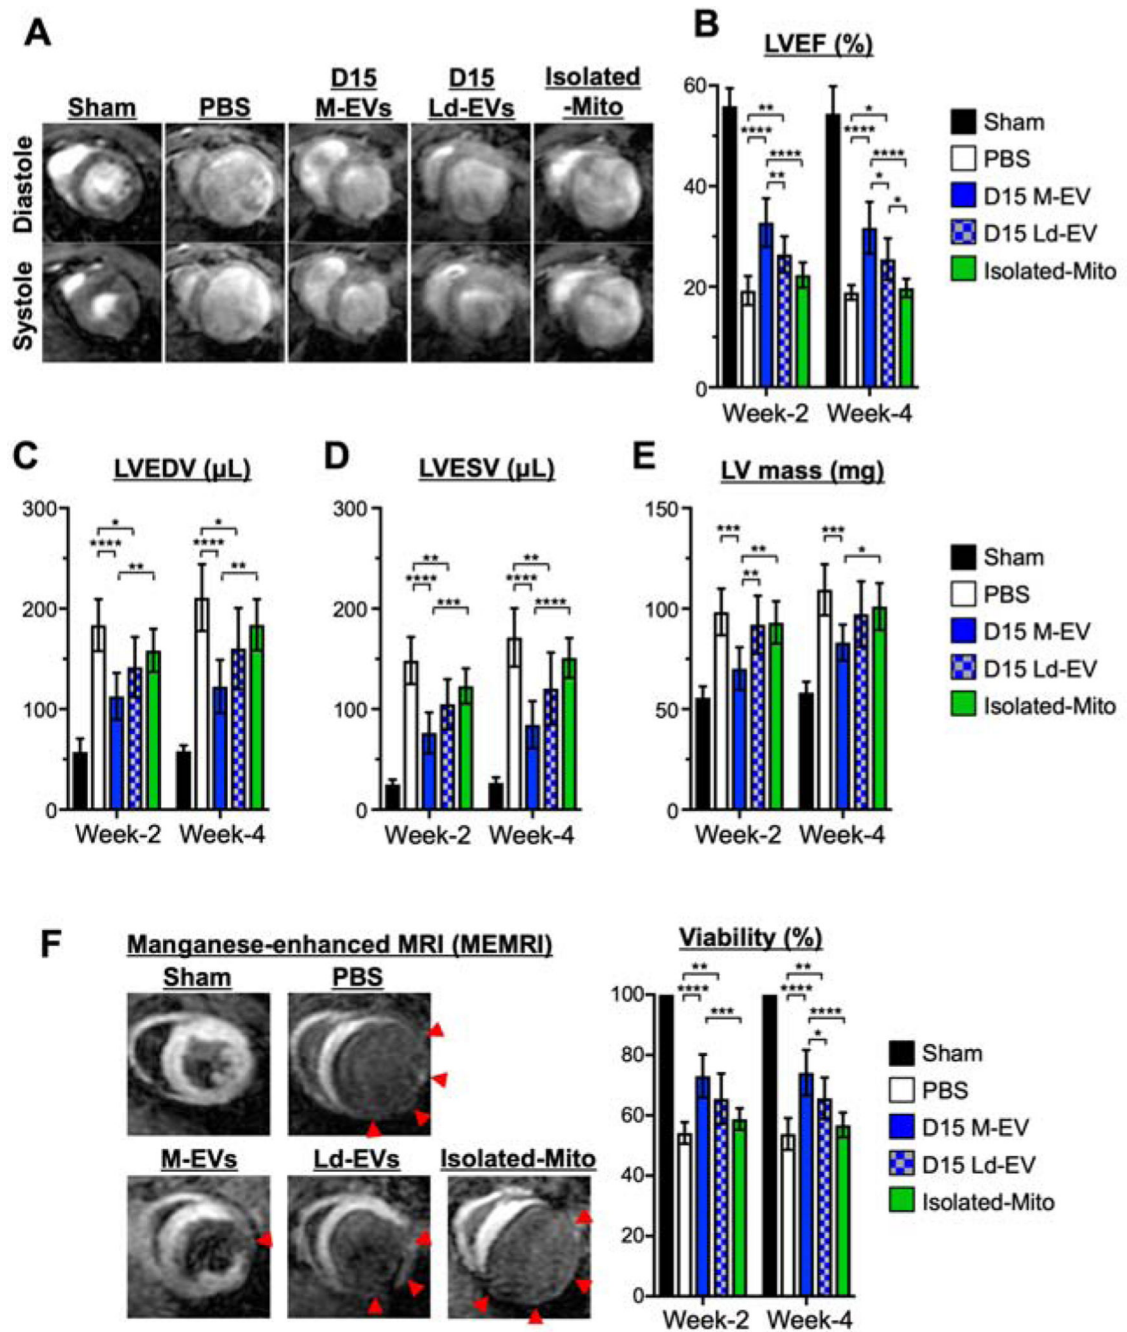 A
Sham
PBS
D15
M-EVs
D15
Ld-EVs
Isolated
-Mito
Diastole
Systole
B
LVEF (%)
60
40
20
0
** **** **** **
* **** **** * *
Week-2
Week-4
Sham
PBS
D15 M-EV
D15 Ld-EV
Isolated-Mito
C
LVEDV (µL)
300
200
100
0
* **** **
* **** **
Week-2
Week-4
D
LVESV (µL)
300
200
100
0
** **** ***
** **** ****
Week-2
Week-4
E
LV mass (mg)
150
100
50
0
*** ** **
*** *
Week-2
Week-4
Sham
PBS
D15 M-EV
D15 Ld-EV
Isolated-Mito
F
Manganese-enhanced MRI (MEMRI)
Sham
PBS
M-EVs
Ld-EVs
Isolated-Mito
Viability (%)
100
80
60
40
20
0
** **** ***
** **** **** *
Week-2
Week-4
Sham
PBS
D15 M-EV
D15 Ld-EV
Isolated-Mito